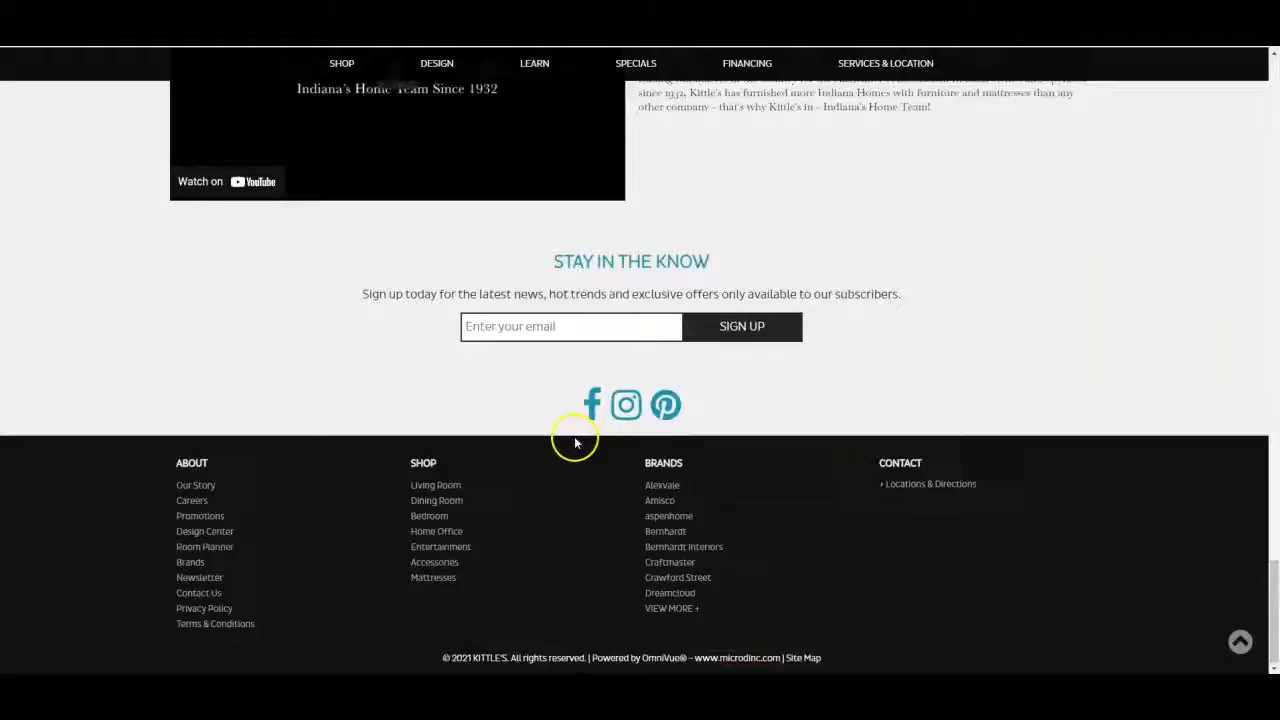 SHOP DESIGN LEARN SPECIALS FINANCING SERVICES & LOCATION
Indiana's Home Team Since 1932
since 1932, Kittle's has furnished more Indiana Homes with furniture and mattresses than any
other company - that's why Kittle's in - Indiana's Home Team!
Watch on YouTube
STAY IN THE KNOW
Sign up today for the latest news, hot trends and exclusive offers only available to our subscribers.
Enter your email SIGN UP
ABOUT
Our Story
Careers
Promotions
Design Center
Room Planner
Brands
Newsletter
Contact Us
Privacy Policy
Terms & Conditions
SHOP
Living Room
Dining Room
Bedroom
Home Office
Entertainment
Accessories
Mattresses
BRANDS
Alexvale
Amisco
aspenhome
Bernhardt
Bernhardt Interiors
Craftmaster
Crawford Street
Dreamcloud
VIEW MORE +
CONTACT
+ Locations & Directions
© 2021 KITTLE'S. All rights reserved. | Powered by OmniVue® - www.microdinc.com | Site Map